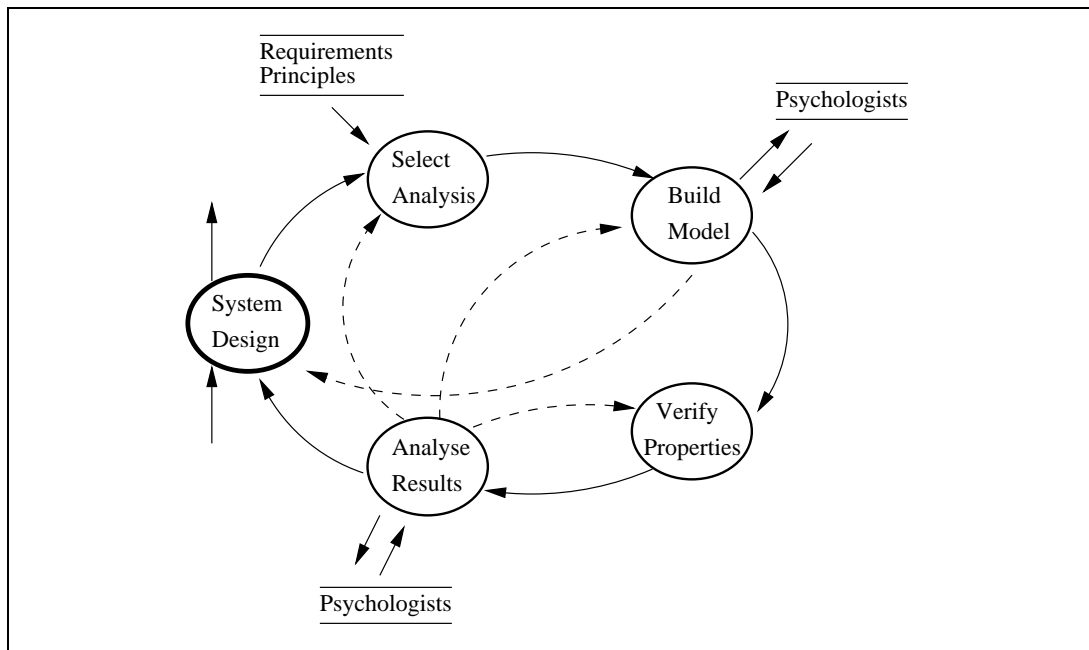 Requirements
Principles
Psychologists
Select
Analysis
Build
Model
System
Design
Verify
Properties
Analyse
Results
Psychologists